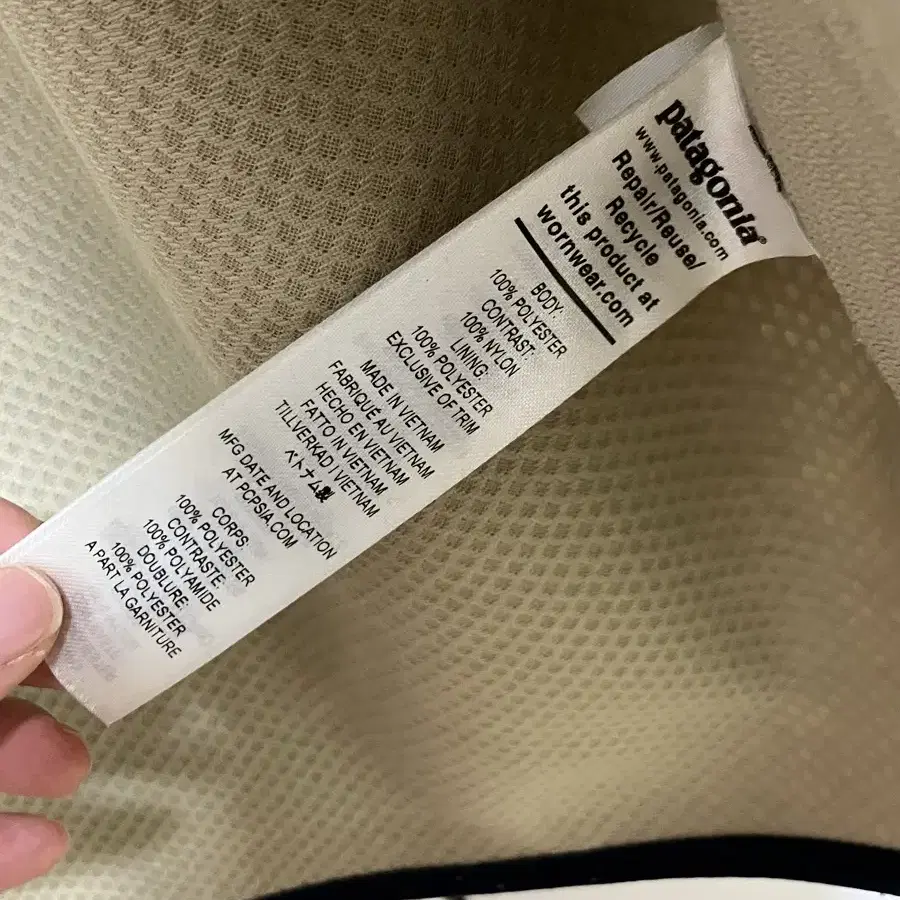 patagonia®
www.patagonia.com
Repair/Reuse/
Recycle
this product at
wornwear.com
BODY:
100% POLYESTER
CONTRAST:
100% NYLON
LINING:
100% POLYESTER
EXCLUSIVE OF TRIM
MADE IN VIETNAM
FABRIQUÉ AU VIETNAM
HECHO EN VIETNAM
FATTO IN VIETNAM
TILLVERKAD I VIETNAM
ベトナム製
MFG DATE AND LOCATION
AT PCPSIA.COM
CORPS:
100% POLYESTER
CONTRASTE:
100% POLYAMIDE
DOUBLURE:
100% POLYESTER
A PART LA GARNITURE